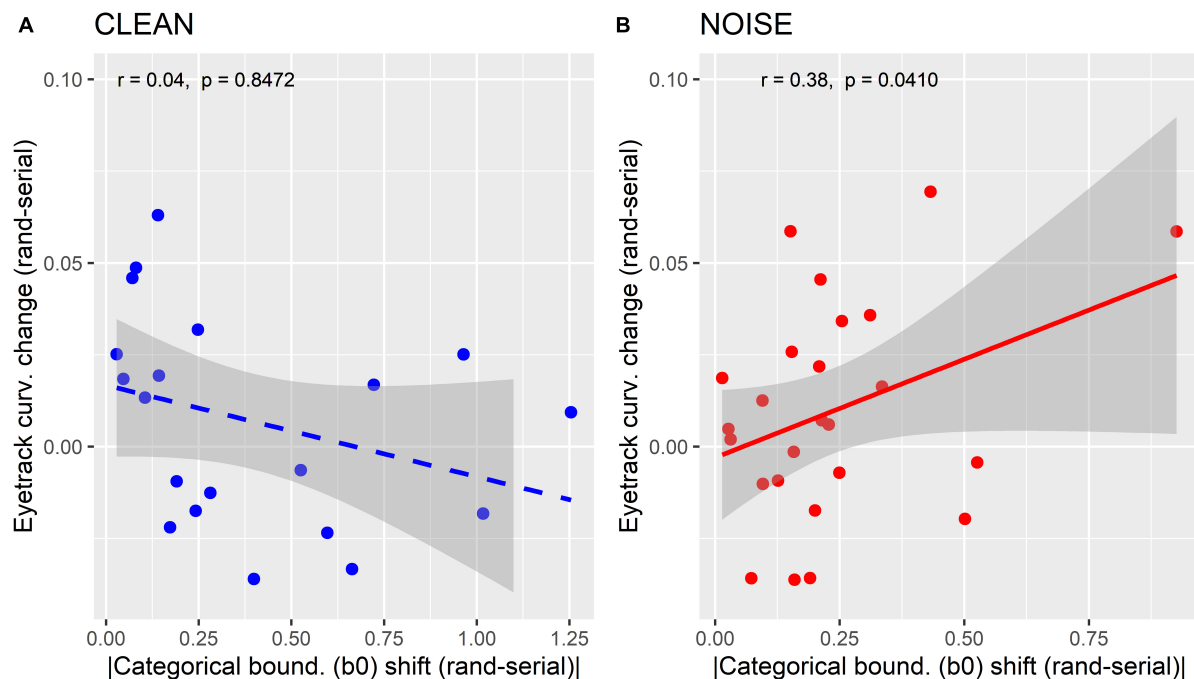 A CLEAN
r = 0.04, p = 0.8472
0.10
0.05
0.00
Eyetrack curv. change (rand-serial)
0.00 0.25 0.50 0.75 1.00 1.25
|Categorical bound. (b0) shift (rand-serial)|
B NOISE
r = 0.38, p = 0.0410
0.10
0.05
0.00
Eyetrack curv. change (rand-serial)
0.00 0.25 0.50 0.75
|Categorical bound. (b0) shift (rand-serial)|